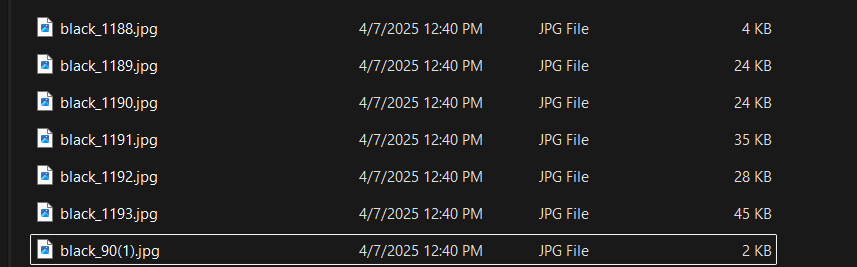 black_1188.jpg 4/7/2025 12:40 PM JPG File 4 KB
black_1189.jpg 4/7/2025 12:40 PM JPG File 24 KB
black_1190.jpg 4/7/2025 12:40 PM JPG File 24 KB
black_1191.jpg 4/7/2025 12:40 PM JPG File 35 KB
black_1192.jpg 4/7/2025 12:40 PM JPG File 28 KB
black_1193.jpg 4/7/2025 12:40 PM JPG File 45 KB
black_90(1).jpg 4/7/2025 12:40 PM JPG File 2 KB